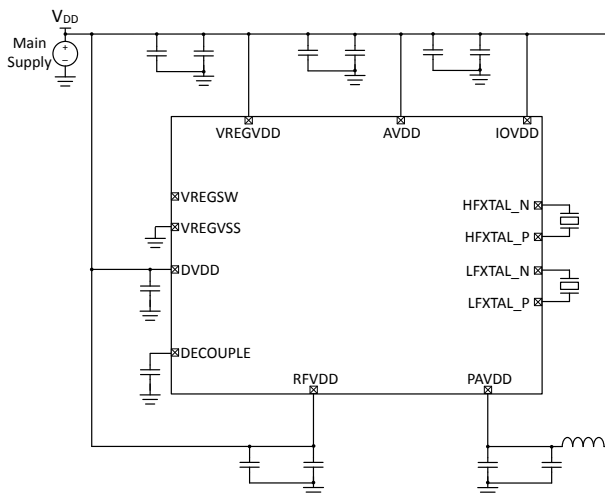 VDD
Main
Supply
+
−
VREGVDD
AVDD
IOVDD
VREGSW
VREGVSS
DVDD
DECOUPLE
HFXTAL_N
HFXTAL_P
LFXTAL_N
LFXTAL_P
RFVDD
PAVDD